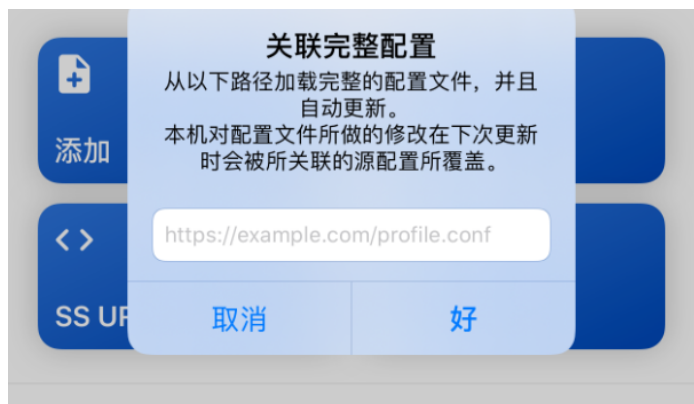 关联完整配置
从以下路径加载完整的配置文件，并且
自动更新。
本机对配置文件所做的修改在下次更新
时会被所关联的源配置所覆盖。
添加
https://example.com/profile.conf
<>
SS UR
取消
好